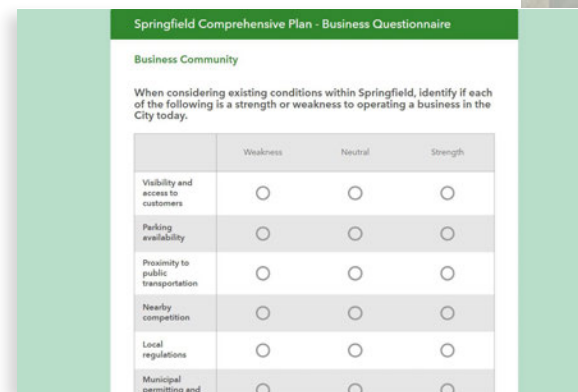 Springfield Comprehensive Plan - Business Questionnaire
Business Community
When considering existing conditions within Springfield, identify if each
of the following is a strength or weakness to operating a business in the
City today.
Weakness Neutral Strength
Visibility and
access to
customers
Parking
availability
Proximity to
public
transportation
Nearby
competition
Local
regulations
Municipal
permitting and